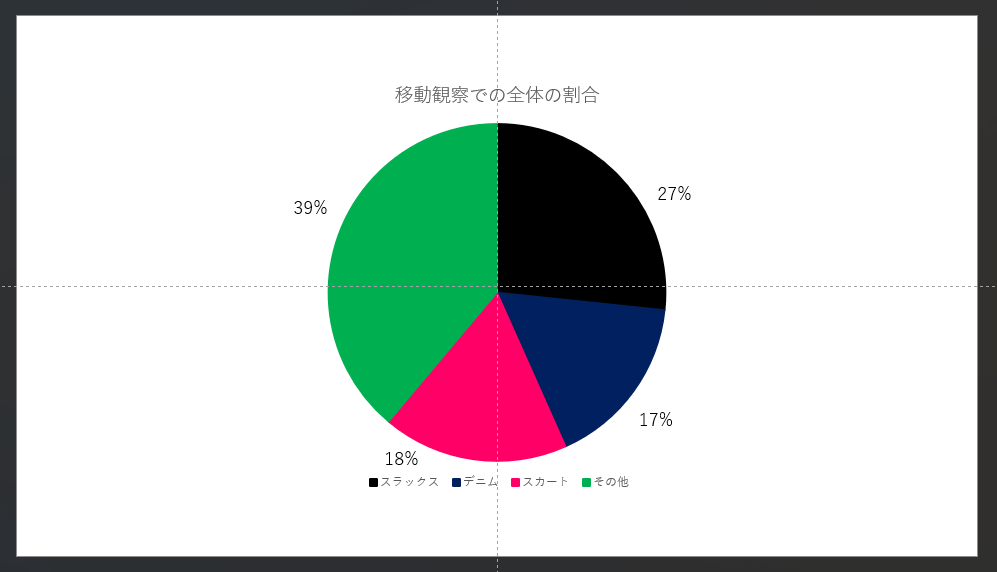 移動観察での全体の割合
27%
39%
17%
18%
スラックス デニム スカート その他